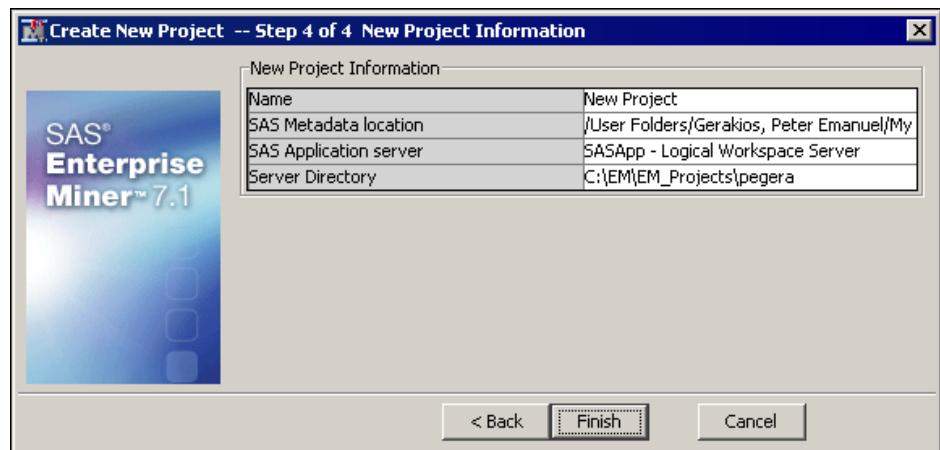 Create New Project -- Step 4 of 4 New Project Information
New Project Information
Name New Project
SAS Metadata location /User Folders/Gerakios, Peter Emanuel/My
SAS Application server SASApp - Logical Workspace Server
Server Directory C:\EM\EM_Projects\pegera
SAS®
Enterprise
Miner™ 7.1
< Back Finish Cancel